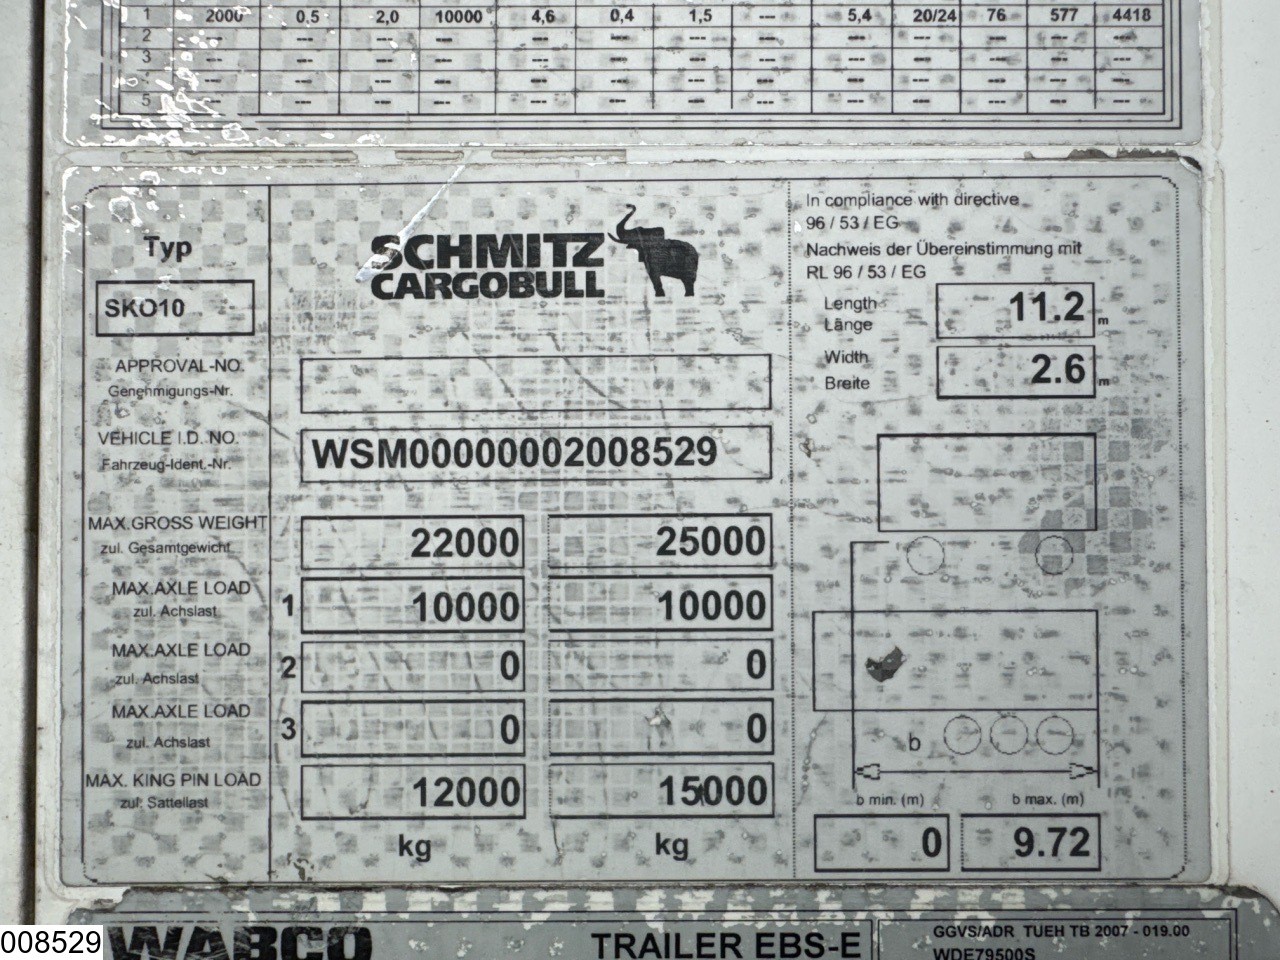 1 2000 0.5 2,0 10000 4,6 0,4 1,5 --- 5,4 20/24 76 577 4418
2 --- --- --- --- --- --- --- --- --- --- --- --- ---
3 --- --- --- --- --- --- --- --- --- --- --- --- ---
4 --- --- --- --- --- --- --- --- --- --- --- --- ---
5 --- --- --- --- --- --- --- --- --- --- --- --- ---
Typ
SKO10
SCHMITZ
CARGOBULL
In compliance with directive
96 / 53 / EG
Nachweis der Übereinstimmung mit
RL 96 / 53 / EG
Length
Länge
11.2 m
Width
Breite
2.6 m
APPROVAL-NO.
Genehmigungs-Nr.
VEHICLE I.D. NO.
Fahrzeug-Ident.-Nr.
WSM00000002008529
MAX.GROSS WEIGHT
zul. Gesamtgewicht
22000 25000
MAX.AXLE LOAD
zul. Achslast
1 10000 10000
MAX.AXLE LOAD
zul. Achslast
2 0 0
MAX.AXLE LOAD
zul. Achslast
3 0 0
MAX. KING PIN LOAD
zul. Sattellast
12000 15000
kg kg
b
b min. (m) b max. (m)
0 9.72
008529
WABCO
TRAILER EBS-E
GGVS/ADR TUEH TB 2007 - 019.00
WDE79500S